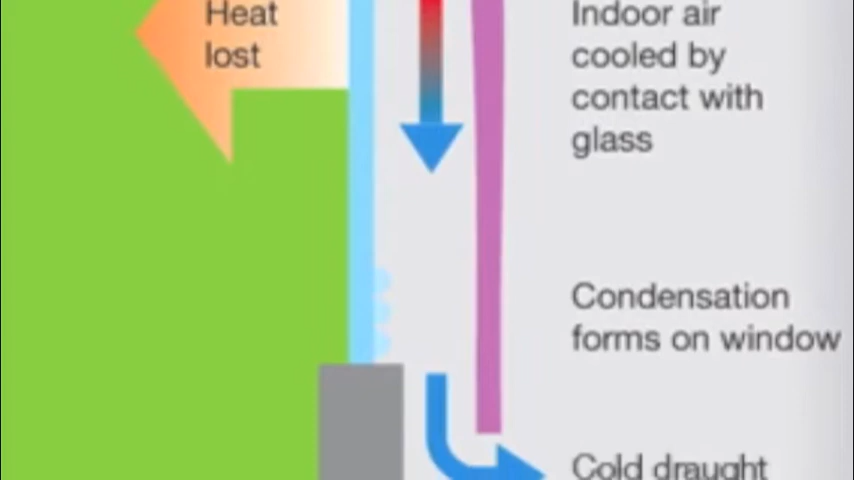 Heat
lost
Indoor air
cooled by
contact with
glass
Condensation
forms on window
Cold draught